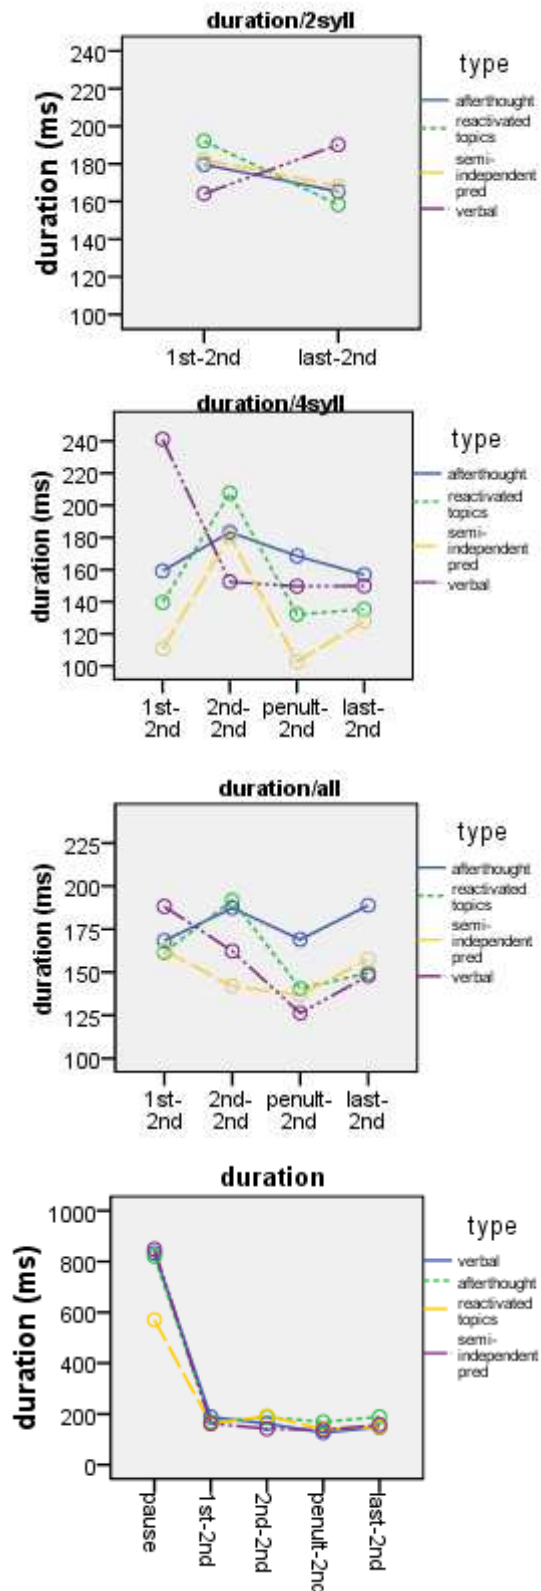 duration/2syll
duration (ms)
240
220
200
180
160
140
120
100
1st-2nd
last-2nd
type
afterthought
reactivated
topics
semi-
independent
pred
verbal
duration/4syll
duration (ms)
240
220
200
180
160
140
120
100
1st-
2nd
2nd-
2nd
penult-
2nd
last-
2nd
type
afterthought
reactivated
topics
semi-
independent
pred
verbal
duration/all
duration (ms)
225
200
175
150
125
100
1st-
2nd
2nd-
2nd
penult-
2nd
last-
2nd
type
afterthought
reactivated
topics
semi-
independent
pred
verbal
duration
duration (ms)
1000
800
600
400
200
0
pause
1st-2nd
2nd-2nd
penult-2nd
last-2nd
type
verbal
afterthought
reactivated
topics
semi-
independent
pred